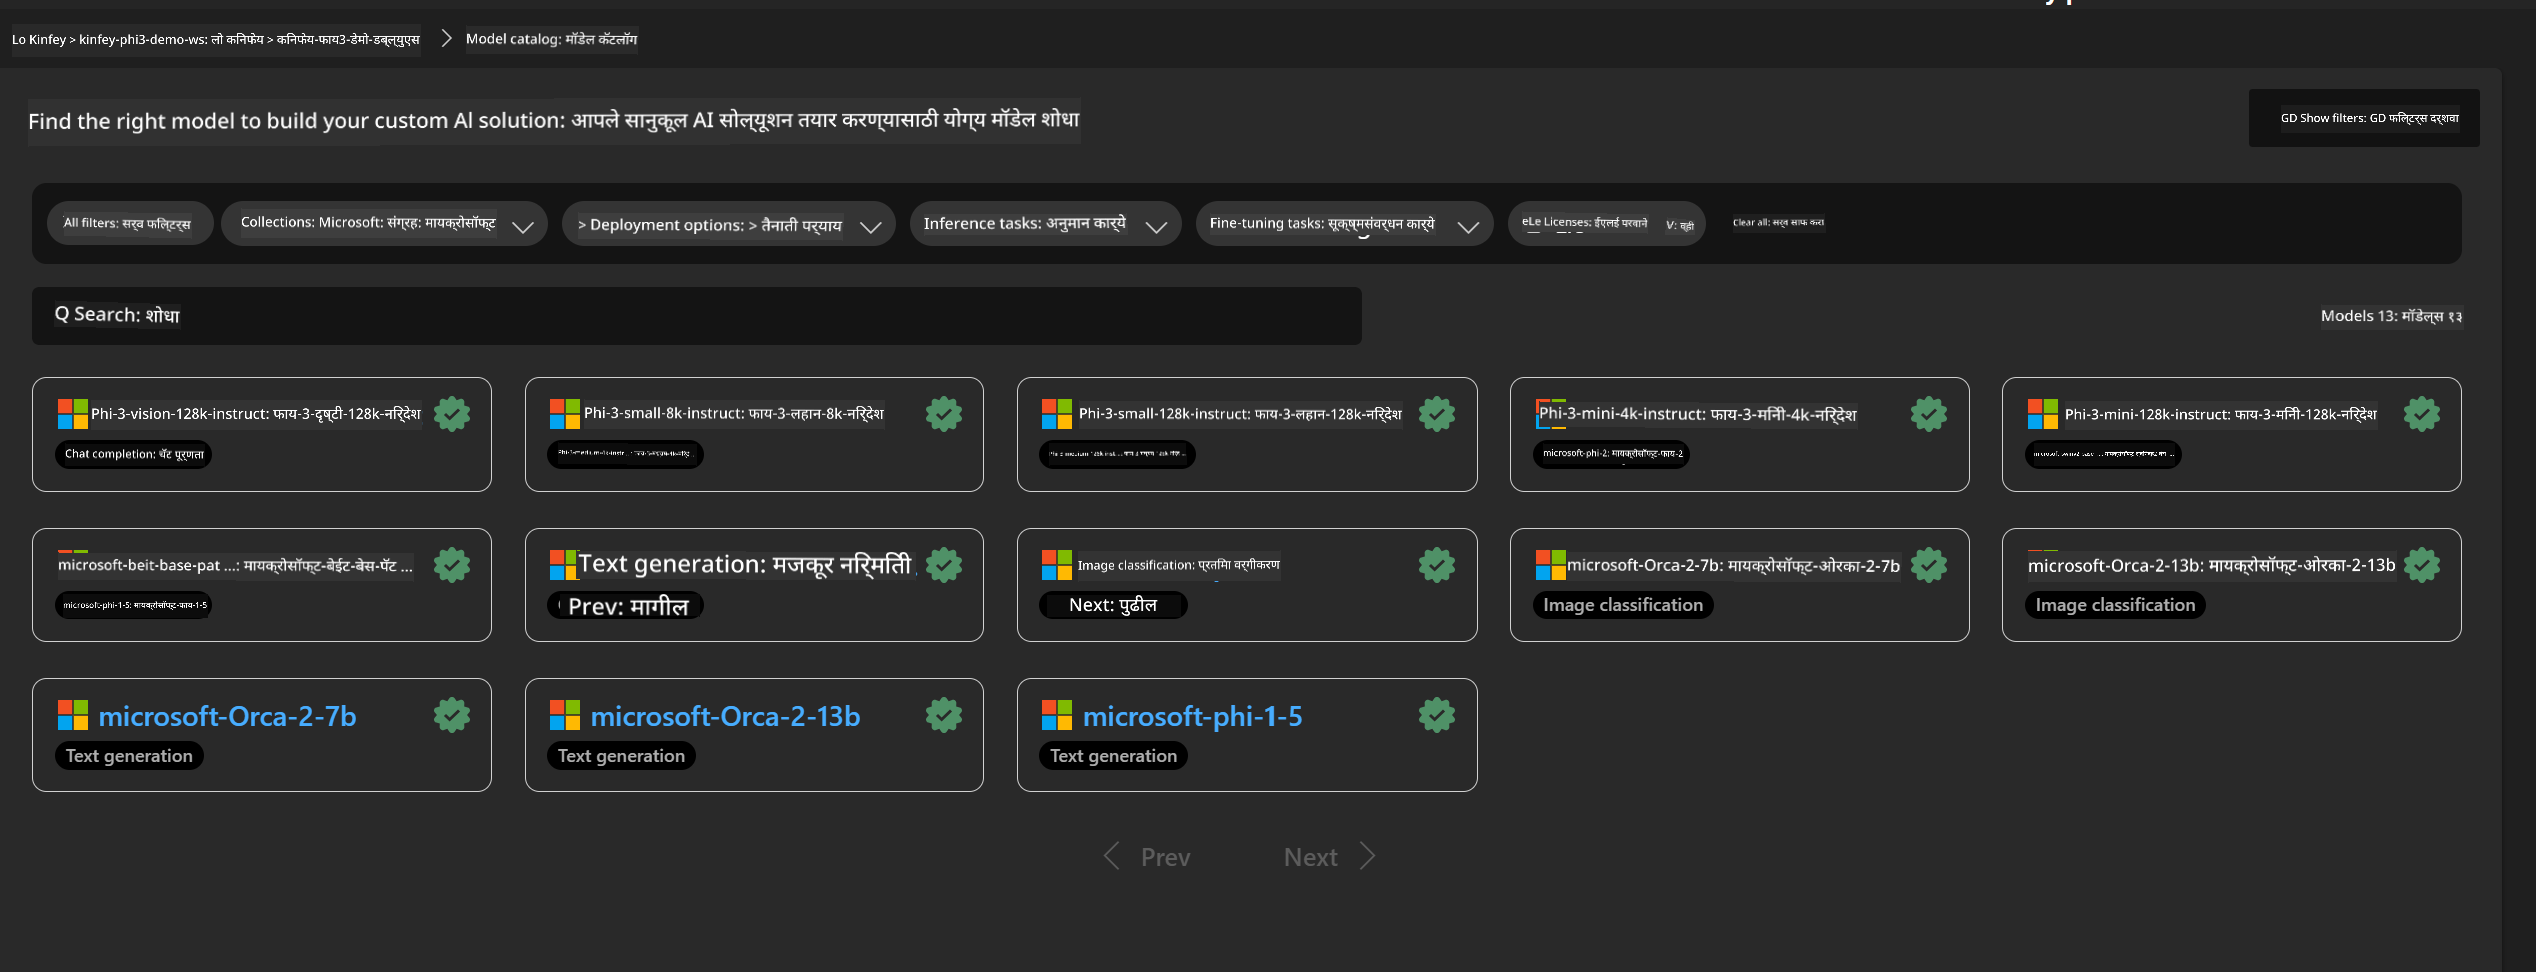 Lo Kinfey > kinfey-phi3-demo-ws: लो किनफेय > कनिफेय-फाय3-डेमो-डब्ल्यूएस > Model catalog: मॉडेल कॅटलॉग
Find the right model to build your custom Al solution: आपले सानुकूल AI सोल्यूशन तयार करण्यासाठी योग्य मॉडेल शोधा
GD Show filters: GD फिल्टर्स दर्शवा
All filters: सर्व फिल्टर्स
Collections: Microsoft: संग्रह: मायक्रोसॉफ्ट
> Deployment options: > तैनाती पर्याय
Inference tasks: अनुमान कार्ये
Fine-tuning tasks: सूक्ष्मसंवर्धन कार्ये
eLe Licenses: ईएलई परवाने
V: व्ही
Clear all: सर्व साफ करा
Q Search: शोधा
Models 13: मॉडेल्स १३
Phi-3-vision-128k-instruct: फाय-3-दृष्टी-128k-निर्देश
Chat completion: चॅट पूर्णता
Phi-3-small-8k-instruct: फाय-3-लहान-8k-निर्देश
Phi-3-small-128k-instruct: फाय-3-लहान-128k-निर्देश
Phi-3-mini-4k-instruct: फाय-3-मिनी-4k-निर्देश
microsoft-phi-2: मायक्रोसॉफ्ट-फाय-2
Phi-3-mini-128k-instruct: फाय-3-मिनी-128k-निर्देश
microsoft-beit-base-pat ...: मायक्रोसॉफ्ट-बेईट-बेस-पॅट ...
microsoft-phi-1-5: मायक्रोसॉफ्ट-फाय-1-5
Text generation: मजकूर निर्मिती
Prev: मागील
Image classification: प्रतिमा वर्गीकरण
Next: पुढील
microsoft-Orca-2-7b: मायक्रोसॉफ्ट-ओरका-2-7b
Image classification
microsoft-Orca-2-13b: मायक्रोसॉफ्ट-ओरका-2-13b
Image classification
microsoft-Orca-2-7b
Text generation
microsoft-Orca-2-13b
Text generation
microsoft-phi-1-5
Text generation
Prev
Next